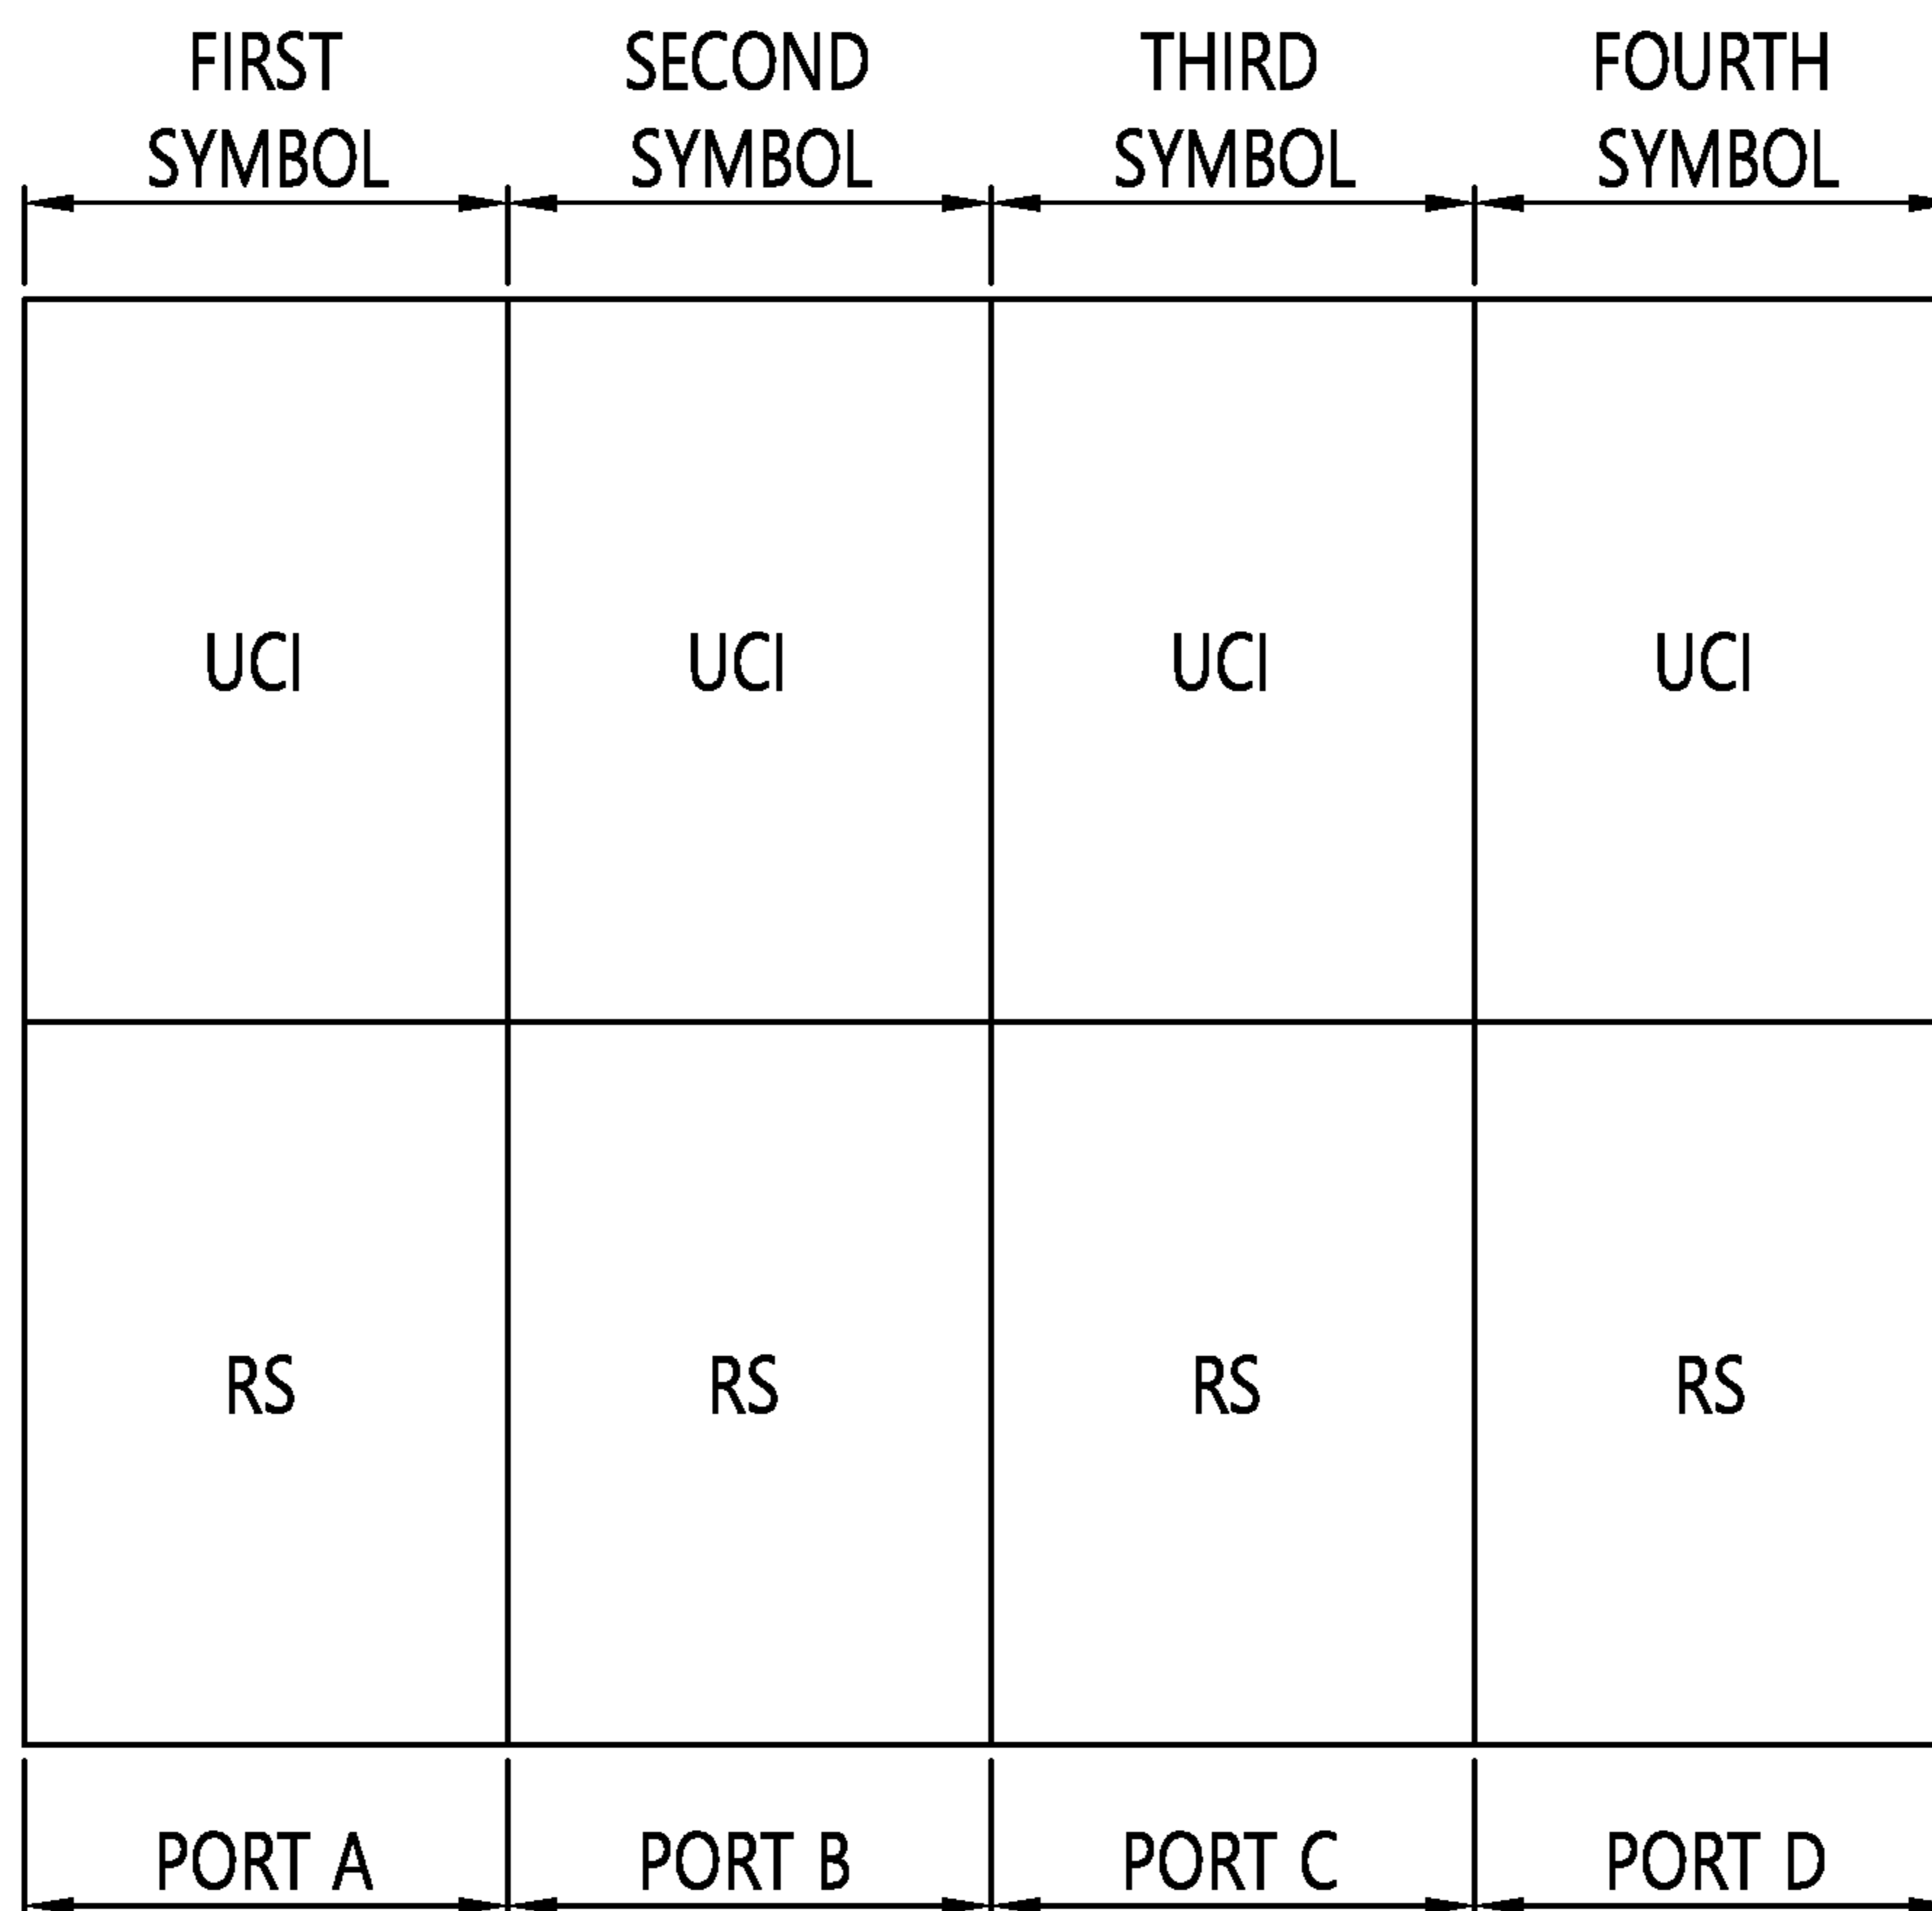 FIRST SECOND THIRD FOURTH
SYMBOL SYMBOL SYMBOL SYMBOL
UCI UCI UCI UCI
RS RS RS RS
PORT A PORT B PORT C PORT D